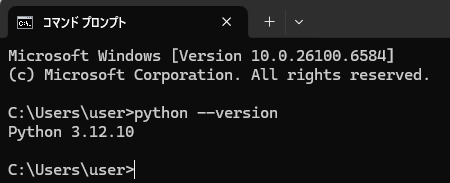 コマンド プロンプト
Microsoft Windows [Version 10.0.26100.6584]
(c) Microsoft Corporation. All rights reserved.
C:\Users\user>python --version
Python 3.12.10
C:\Users\user>